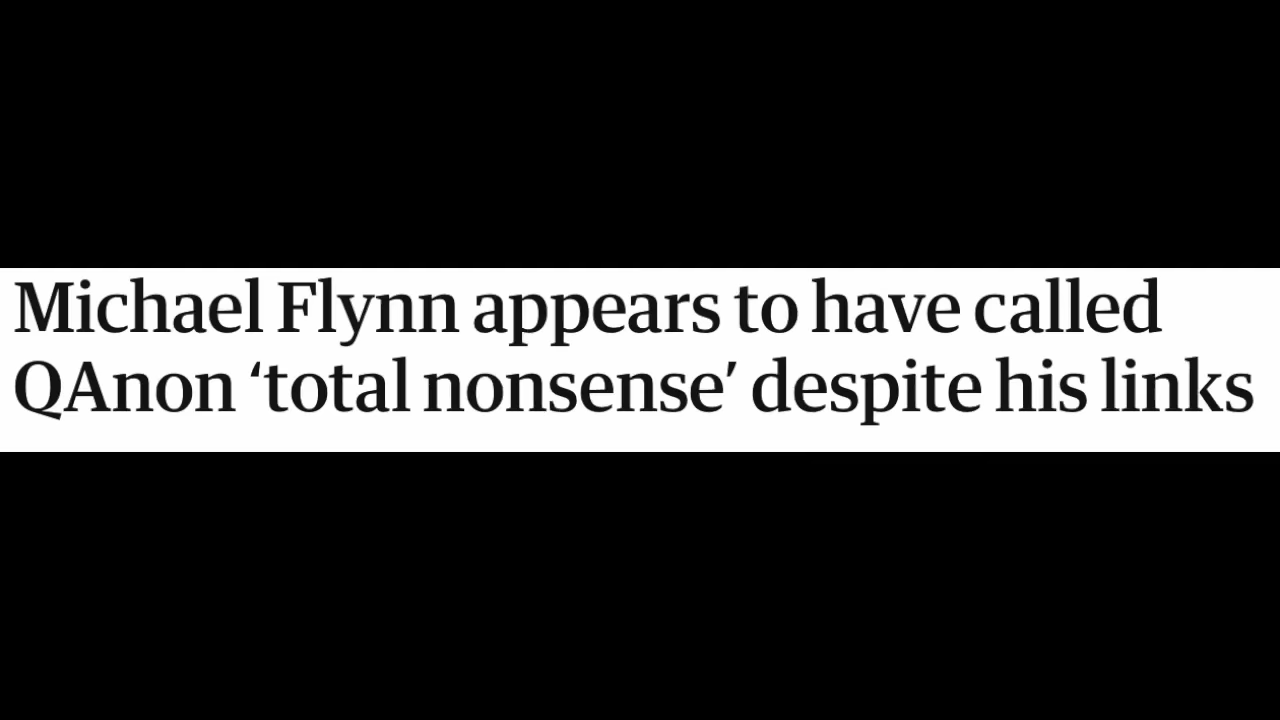 Michael Flynn appears to have called
QAnon ‘total nonsense’ despite his links